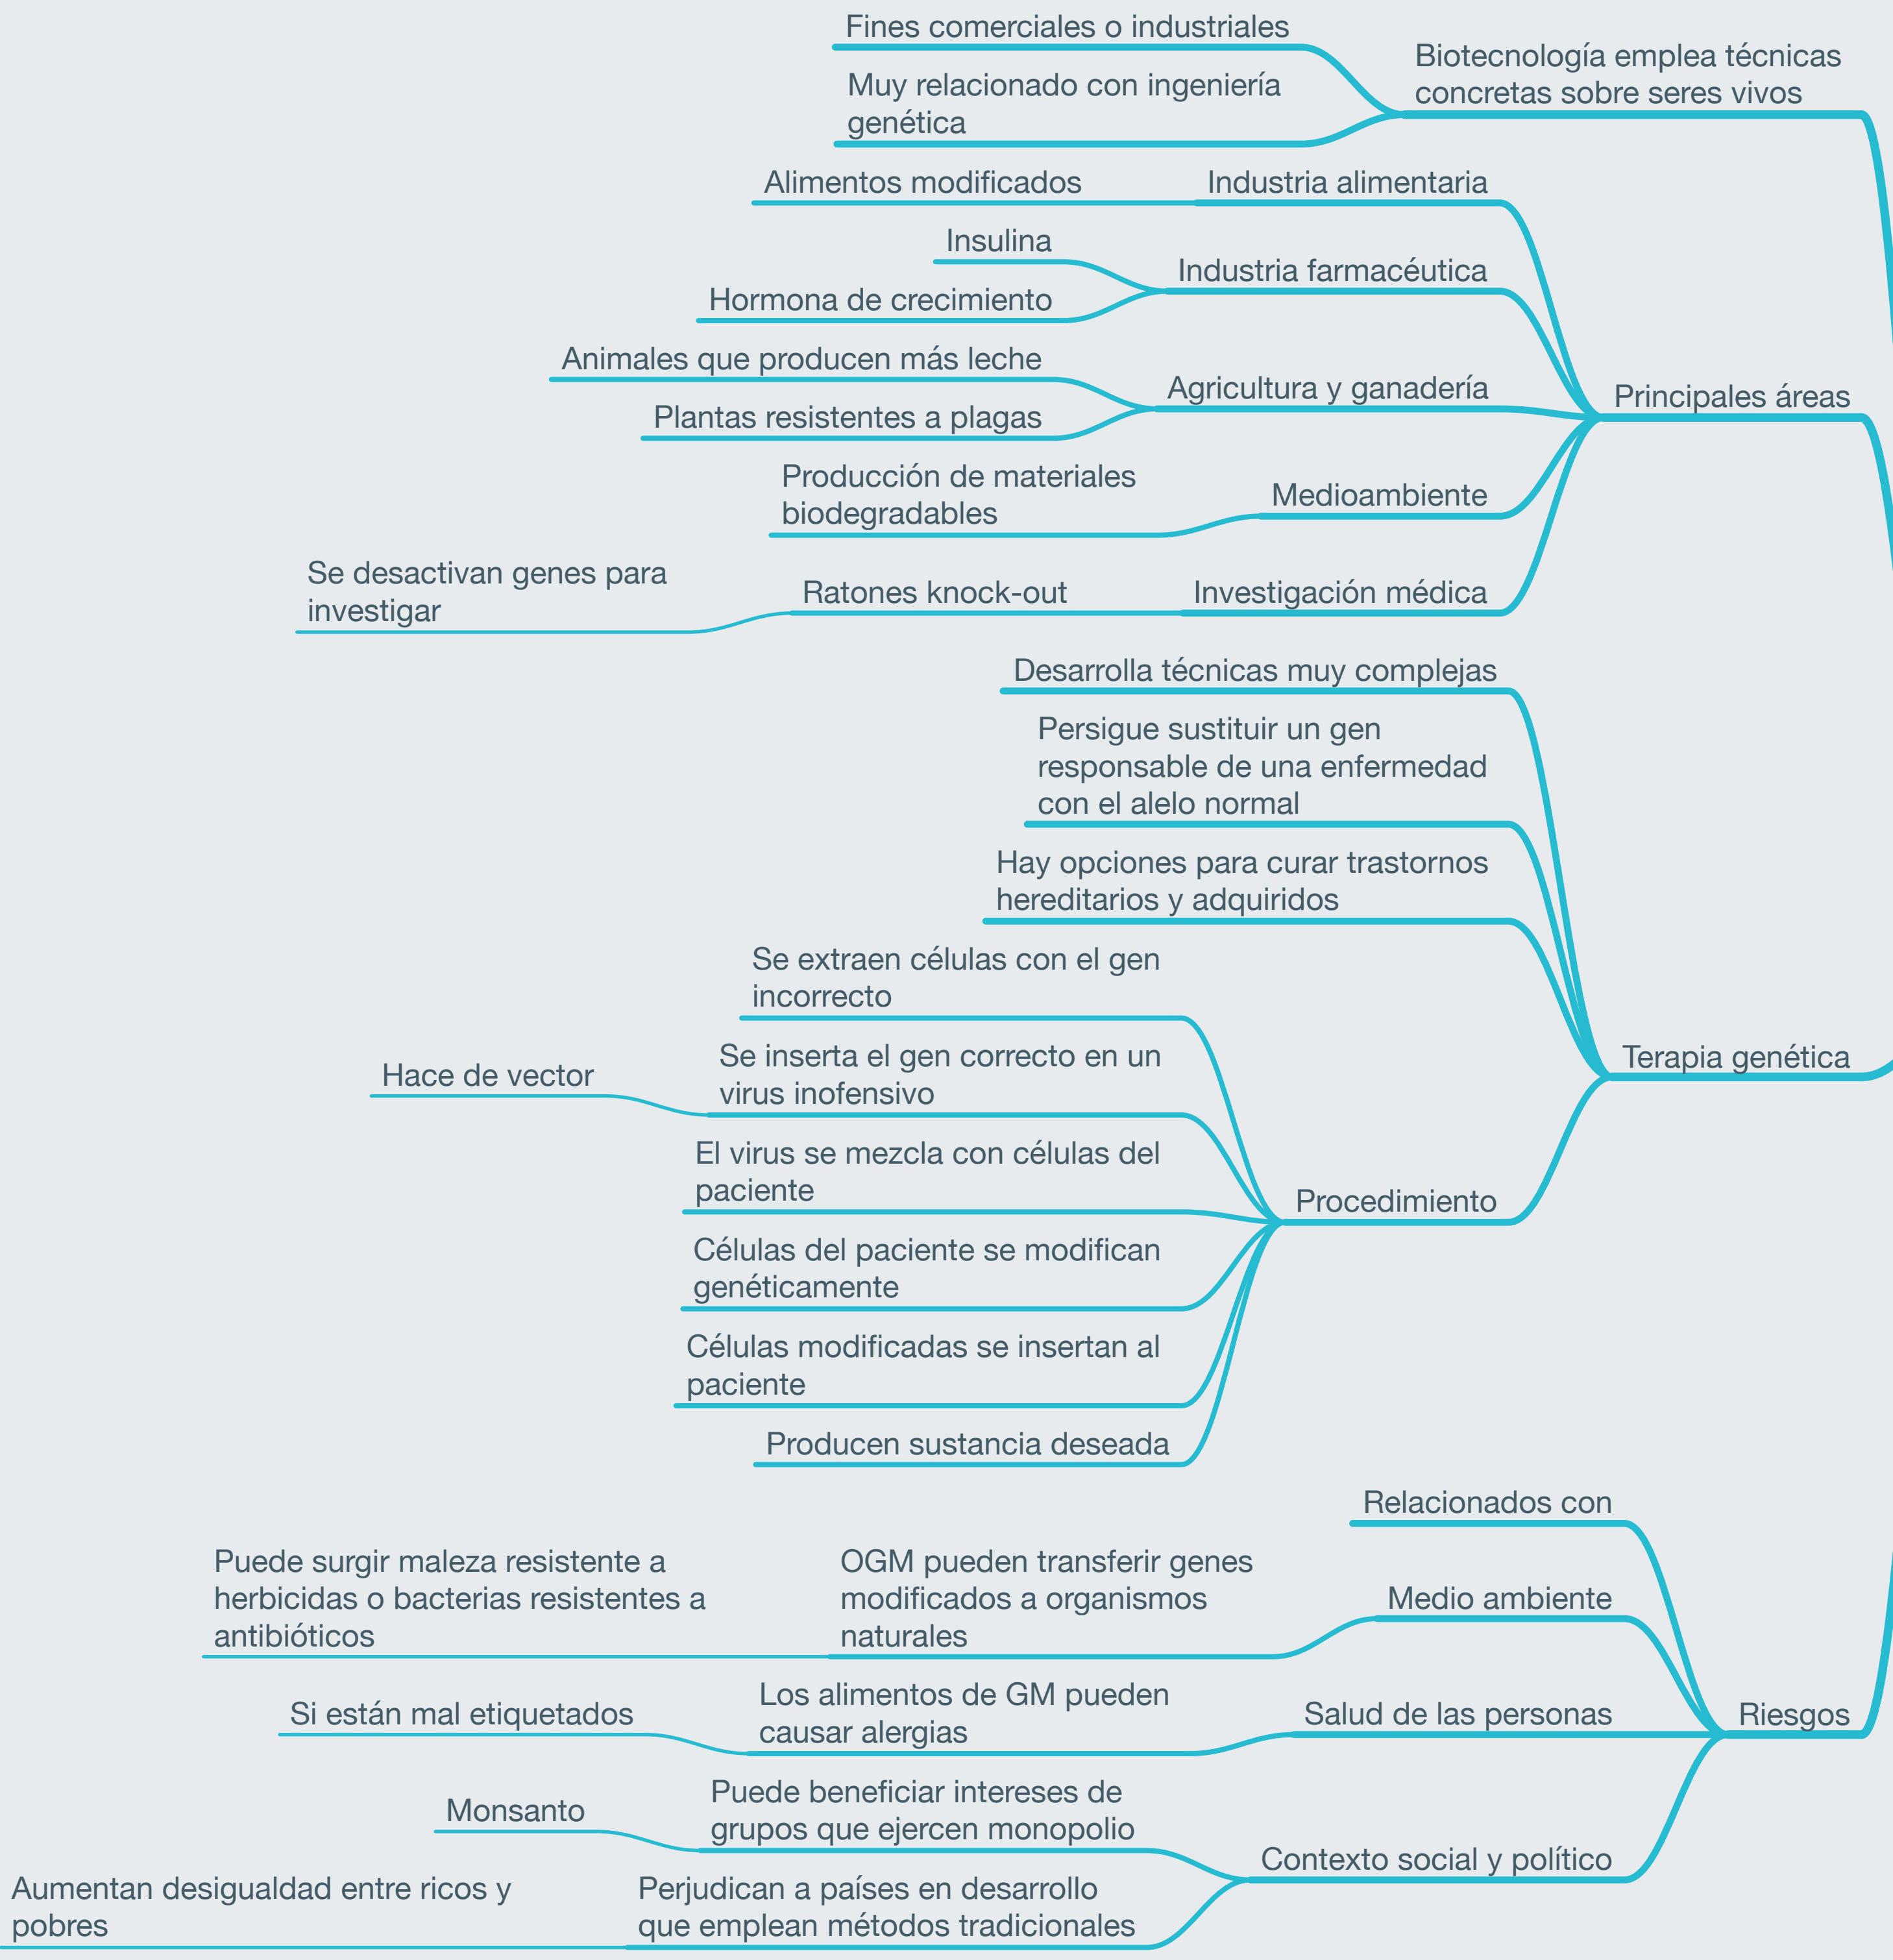 Fines comerciales o industriales
Biotecnología emplea técnicas
concretas sobre seres vivos
Muy relacionado con ingeniería
genética
Alimentos modificados
Industria alimentaria
Insulina
Industria farmacéutica
Hormona de crecimiento
Animales que producen más leche
Agricultura y ganadería
Principales áreas
Plantas resistentes a plagas
Producción de materiales
biodegradables
Medioambiente
Se desactivan genes para
investigar
Ratones knock-out
Investigación médica
Desarrolla técnicas muy complejas
Persigue sustituir un gen
responsable de una enfermedad
con el alelo normal
Hay opciones para curar trastornos
hereditarios y adquiridos
Se extraen células con el gen
incorrecto
Hace de vector
Se inserta el gen correcto en un
virus inofensivo
Terapia genética
El virus se mezcla con células del
paciente
Procedimiento
Células del paciente se modifican
genéticamente
Células modificadas se insertan al
paciente
Producen sustancia deseada
Relacionados con
Puede surgir maleza resistente a
herbicidas o bacterias resistentes a
antibióticos
OGM pueden transferir genes
modificados a organismos
naturales
Medio ambiente
Si están mal etiquetados
Los alimentos de GM pueden
causar alergias
Salud de las personas
Riesgos
Monsanto
Puede beneficiar intereses de
grupos que ejercen monopolio
Contexto social y político
Aumentan desigualdad entre ricos y
pobres
Perjudican a países en desarrollo
que emplean métodos tradicionales